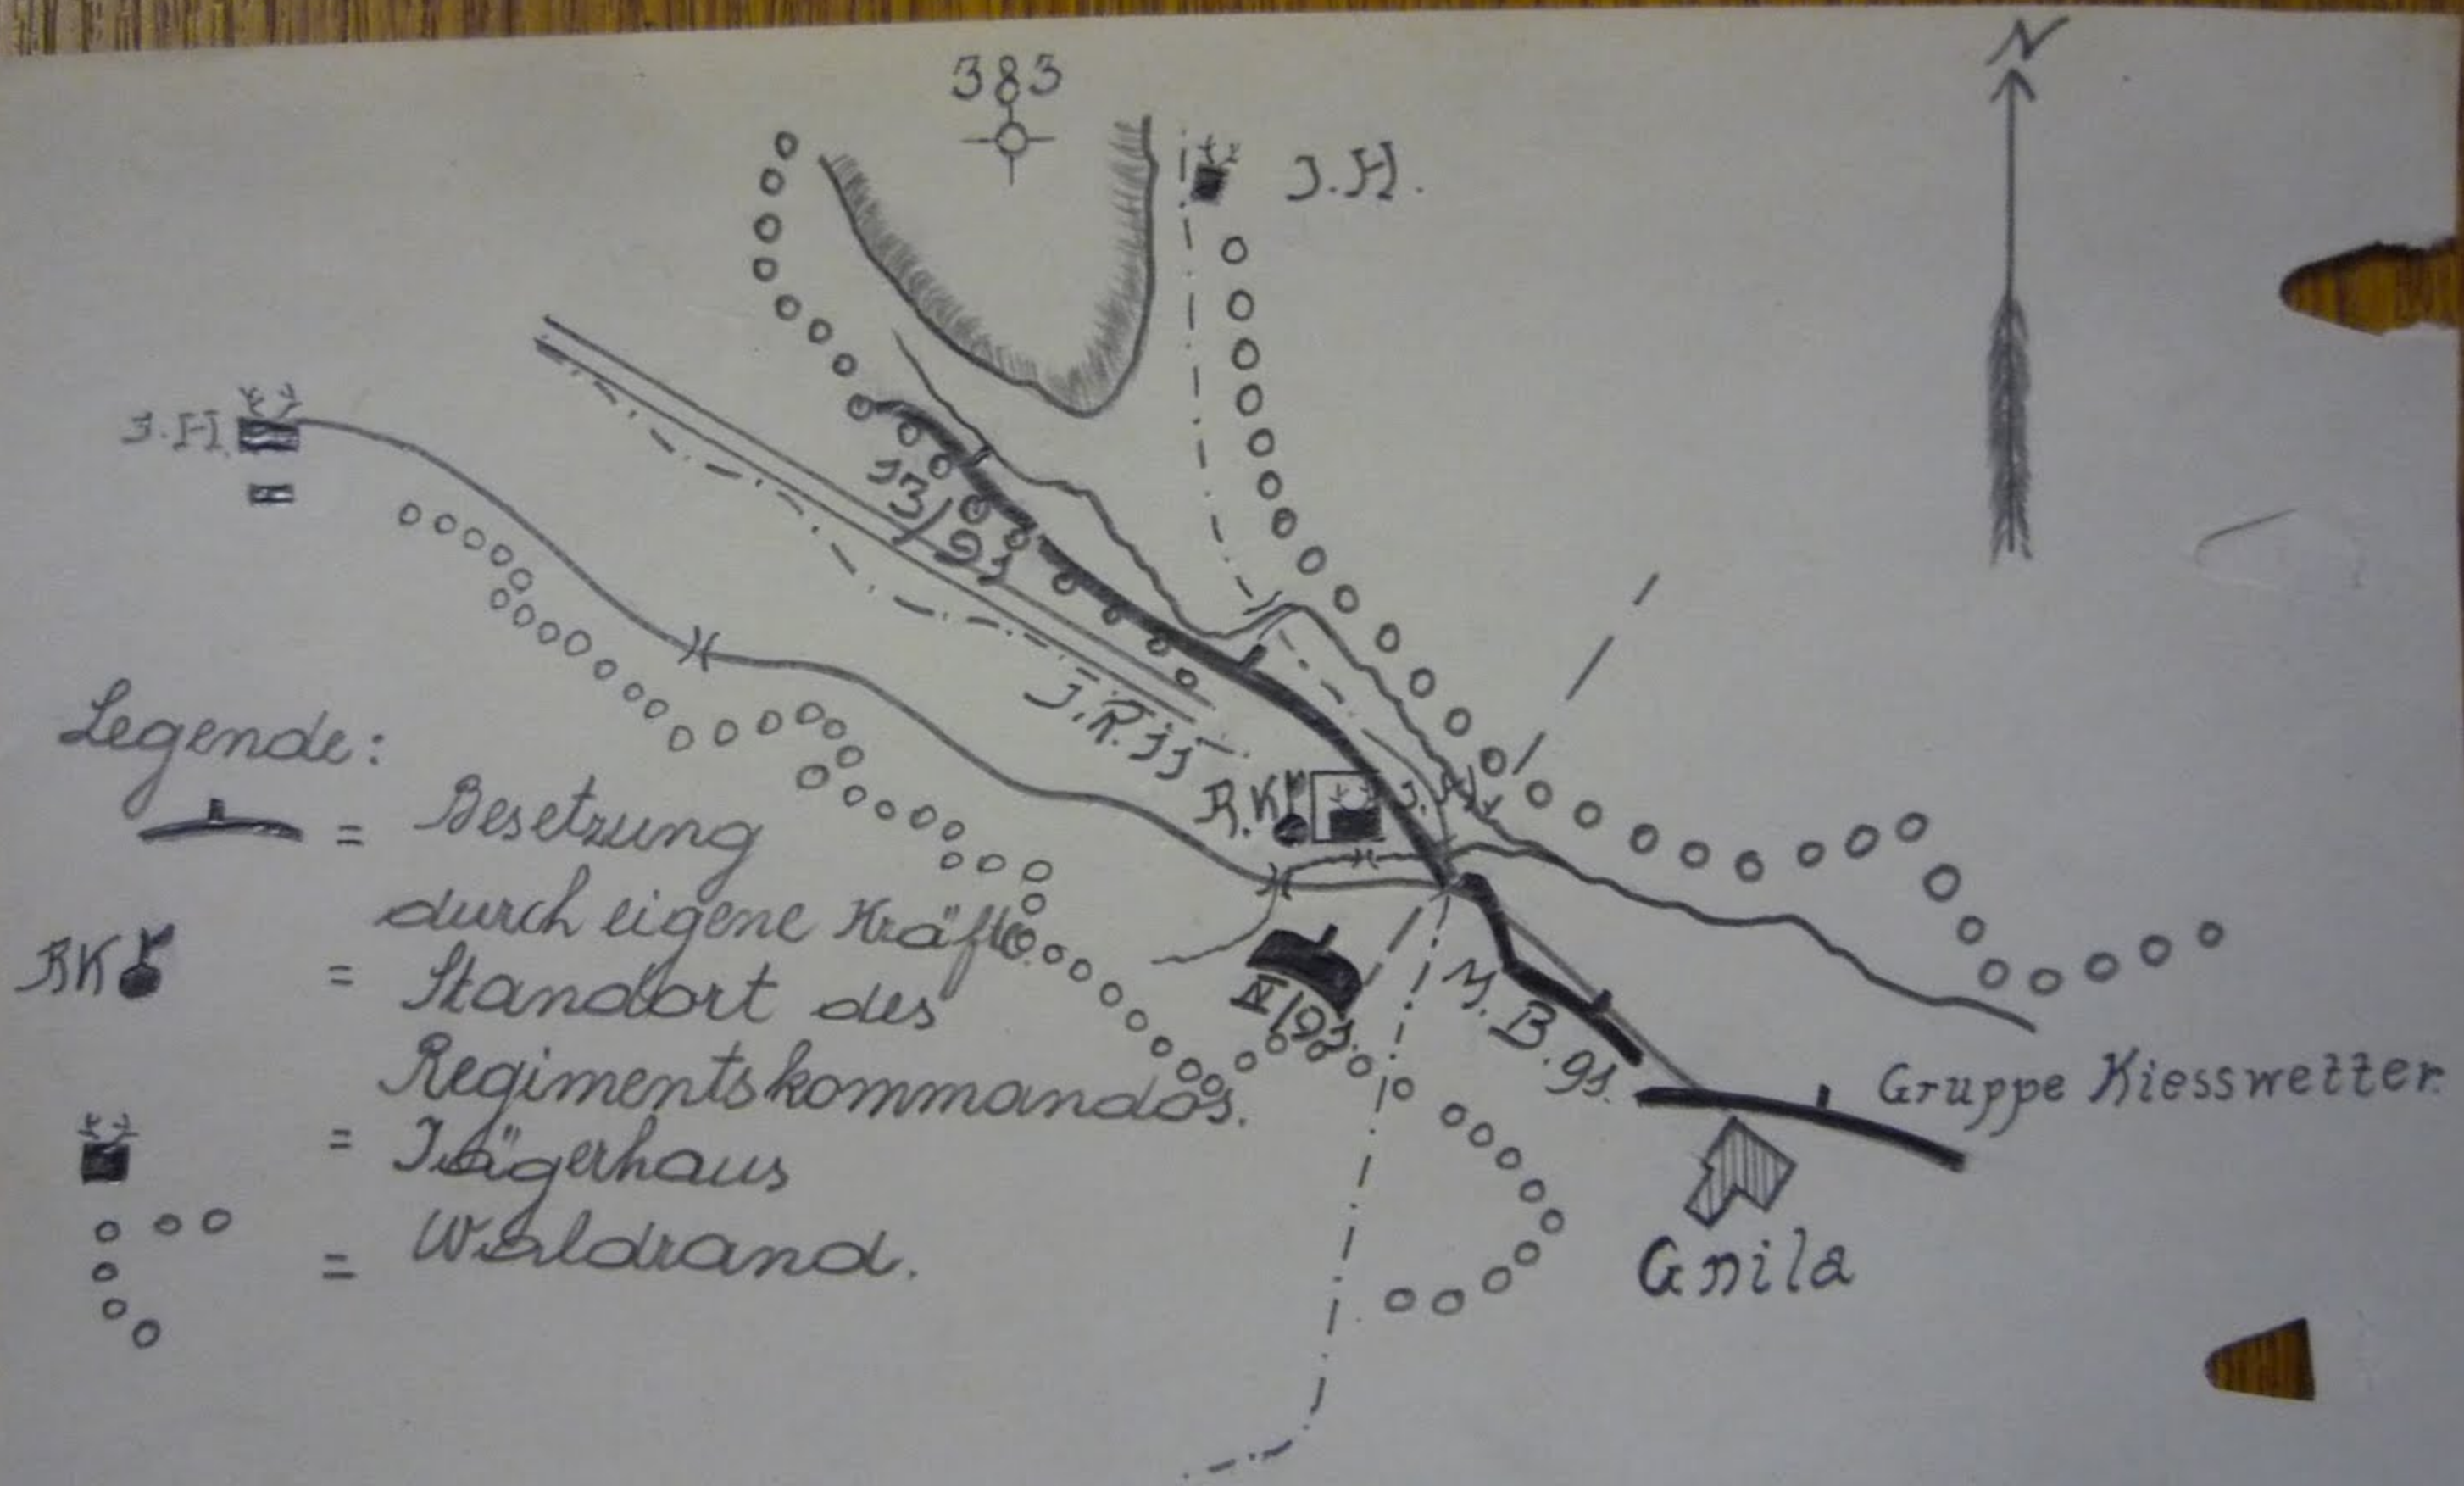 N
383
J.H.
J.H.
13/91
J.R.11
R.K
J.H.
IV/91.
M.B.91.
Gruppe Kiesswetter.
Gnila
Legende:
= Besetzung
durch eigene Kräfte.
RK = Standort des
Regimentskommandos.
= Jägerhaus
= Waldrand.